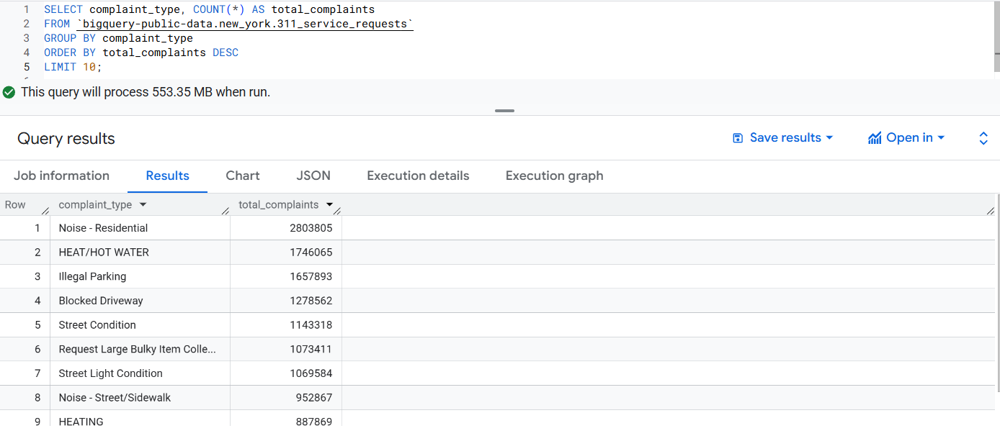 1 SELECT complaint_type, COUNT(*) AS total_complaints
2 FROM `bigquery-public-data.new_york.311_service_requests`
3 GROUP BY complaint_type
4 ORDER BY total_complaints DESC
5 LIMIT 10;
This query will process 553.35 MB when run.
Query results
Save results
Open in
Job information Results Chart JSON Execution details Execution graph
Row complaint_type total_complaints
1 Noise - Residential 2803805
2 HEAT/HOT WATER 1746065
3 Illegal Parking 1657893
4 Blocked Driveway 1278562
5 Street Condition 1143318
6 Request Large Bulky Item Colle... 1073411
7 Street Light Condition 1069584
8 Noise - Street/Sidewalk 952867
9 HEATING 887869